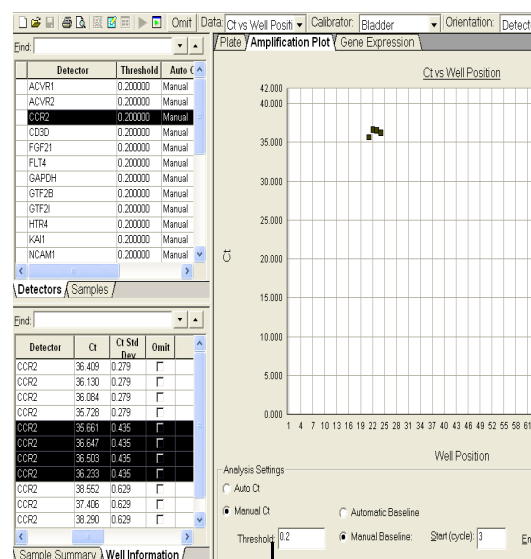 Omit Data: Ct vs Well Positi Calibrator: Bladder Orientation: Detect
Find:
Detector Threshold Auto C
ACVR1 0.200000 Manual
ACVR2 0.200000 Manual
CCR2 0.200000 Manual
CD3D 0.200000 Manual
FGF21 0.200000 Manual
FLT4 0.200000 Manual
GAPDH 0.200000 Manual
GTF2B 0.200000 Manual
GTF2I 0.200000 Manual
HTR4 0.200000 Manual
KAI1 0.200000 Manual
NCAM1 0.200000 Manual
Detectors Samples
Find:
Detector Ct Ct Std Dev Omit
CCR2 36.409 0.279
CCR2 36.130 0.279
CCR2 36.084 0.279
CCR2 35.728 0.279
CCR2 35.661 0.435
CCR2 36.647 0.435
CCR2 36.503 0.435
CCR2 36.233 0.435
CCR2 38.552 0.629
CCR2 37.406 0.629
CCR2 38.290 0.629
Sample Summary Well Information
Plate Amplification Plot Gene Expression
Ct vs Well Position
42.000
40.000
35.000
30.000
25.000
20.000
15.000
10.000
5.000
0.000
Ct
1 4 7 10 13 16 19 22 25 28 31 34 37 40 43 46 49 52 55 58 61
Well Position
Analysis Settings
Auto Ct
Manual Ct Automatic Baseline
Threshold: 0.2 Manual Baseline: Start (cycle): 3